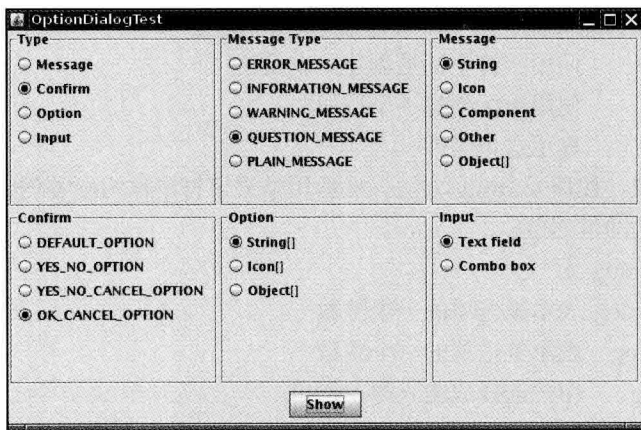 OptionDialogTest
Type
Message
Confirm
Option
Input
Message Type
ERROR_MESSAGE
INFORMATION_MESSAGE
WARNING_MESSAGE
QUESTION_MESSAGE
PLAIN_MESSAGE
Message
String
Icon
Component
Other
Object[]
Confirm
DEFAULT_OPTION
YES_NO_OPTION
YES_NO_CANCEL_OPTION
OK_CANCEL_OPTION
Option
String[]
Icon[]
Object[]
Input
Text field
Combo box
Show